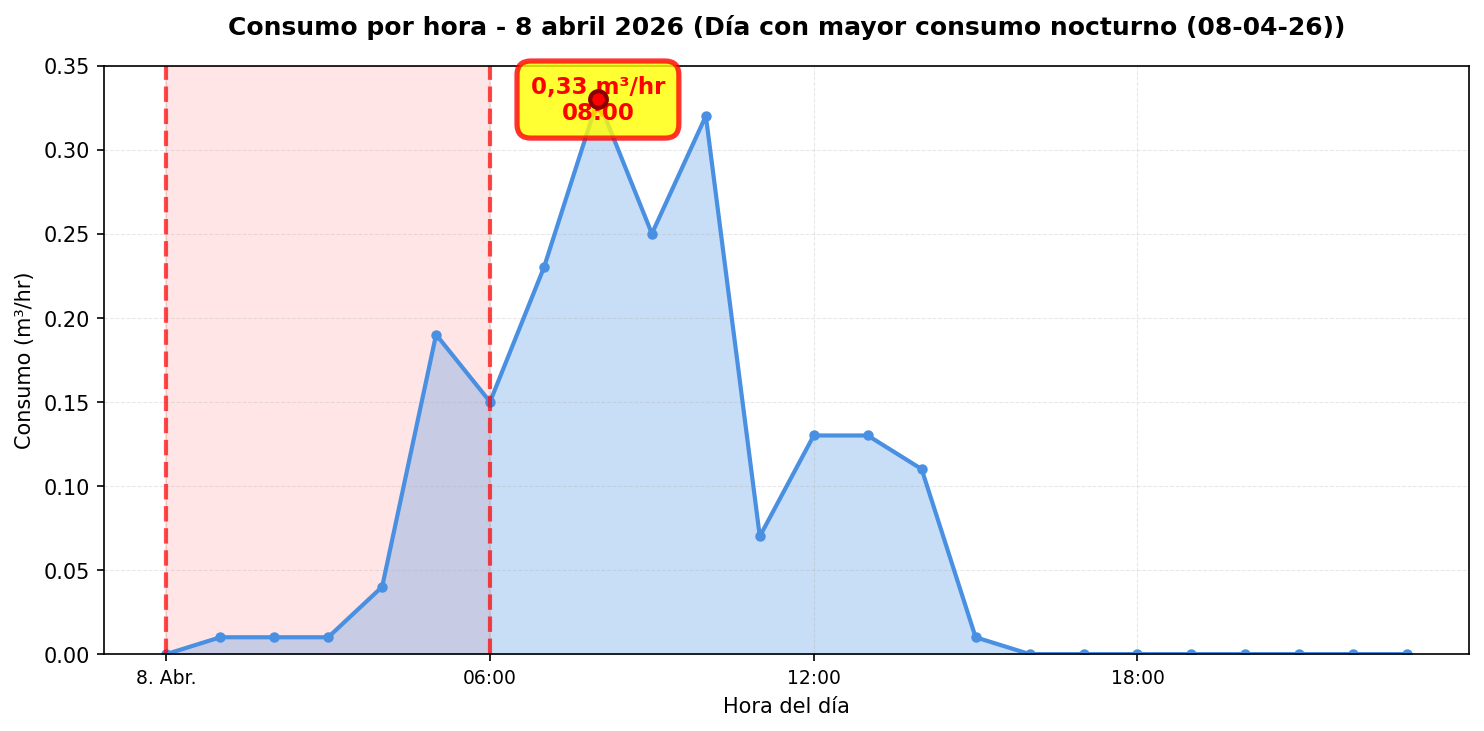 Consumo por hora - 8 abril 2026 (Día con mayor consumo nocturno (08-04-26))
0,33 m³/hr
08:00
Consumo (m³/hr)
0.35
0.30
0.25
0.20
0.15
0.10
0.05
0.00
8. Abr.
06:00
12:00
18:00
Hora del día